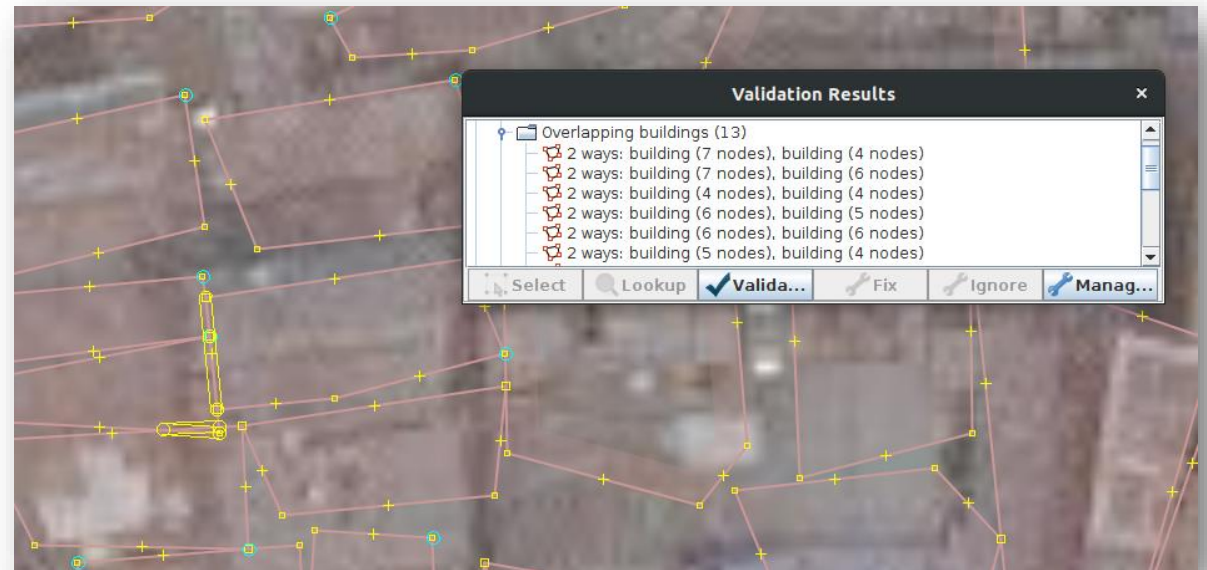 Validation Results
×
Overlapping buildings (13)
2 ways: building (7 nodes), building (4 nodes)
2 ways: building (7 nodes), building (6 nodes)
2 ways: building (4 nodes), building (4 nodes)
2 ways: building (6 nodes), building (5 nodes)
2 ways: building (6 nodes), building (6 nodes)
2 ways: building (5 nodes), building (4 nodes)
Select Lookup Valida... Fix Ignore Manag...